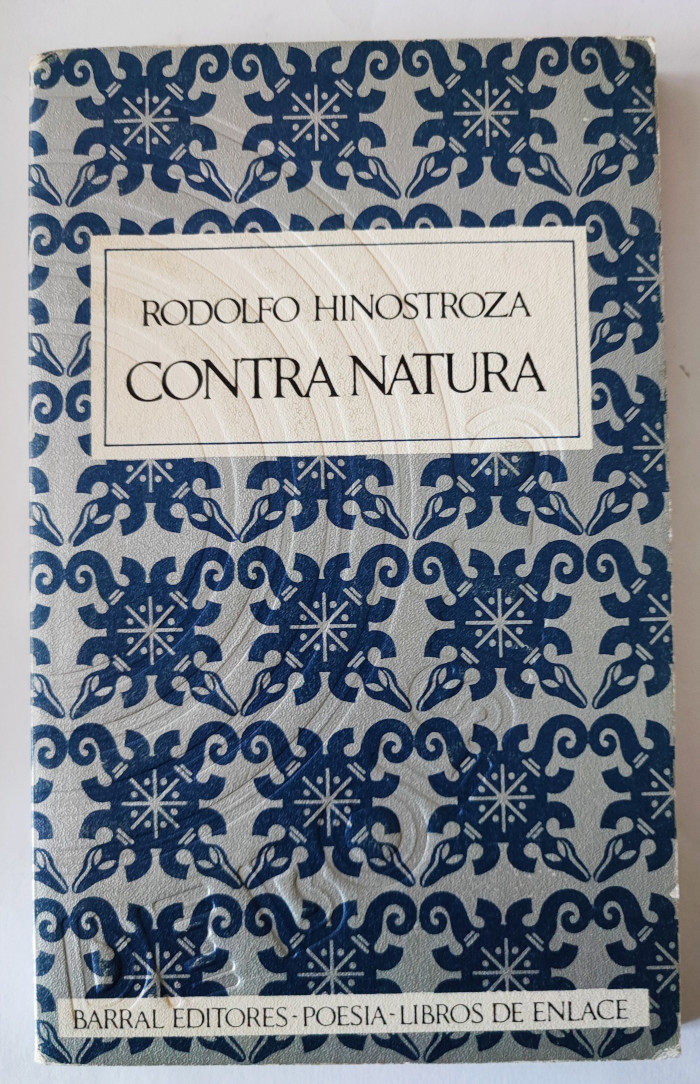 RODOLFO HINOSTROZA
CONTRA NATURA
BARRAL EDITORES-POESIA-LIBROS DE ENLACE